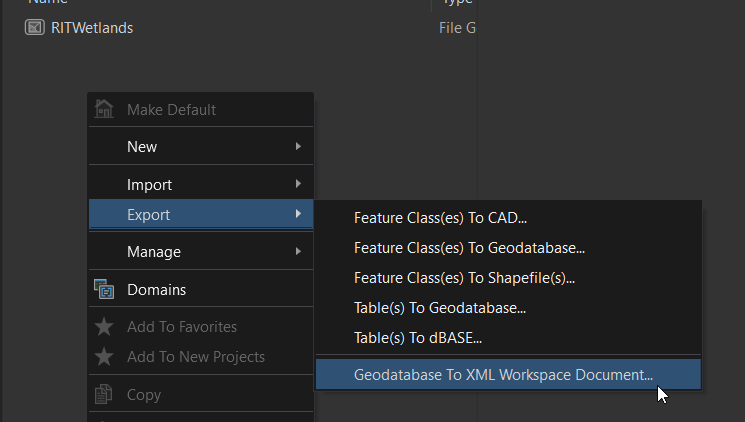 Name Type
RITWetlands File G
Make Default
New
Import
Export
Manage
Domains
Add To Favorites
Add To New Projects
Copy
Feature Class(es) To CAD...
Feature Class(es) To Geodatabase...
Feature Class(es) To Shapefile(s)...
Table(s) To Geodatabase...
Table(s) To dBASE...
Geodatabase To XML Workspace Document...